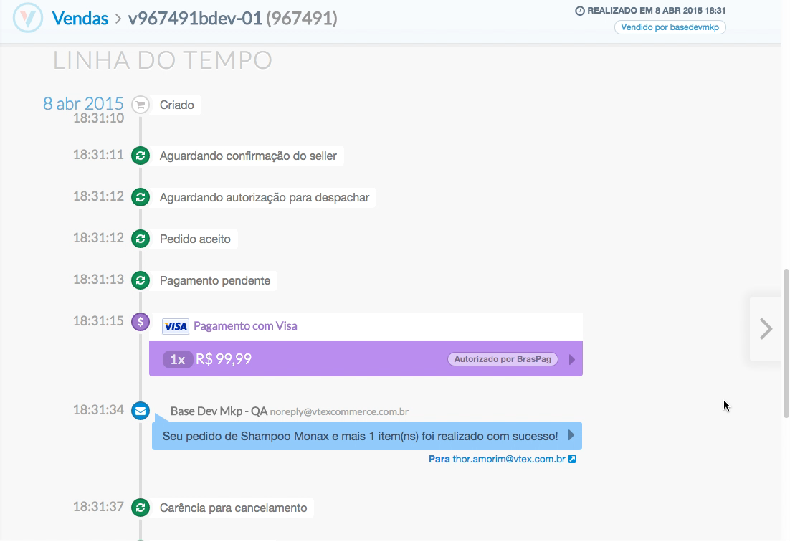 Vendas > v967491bdev-01 (967491)
REALIZADO EM 8 ABR 2015 18:31
Vendido por basedevmkp
LINHA DO TEMPO
8 abr 2015
18:31:10 Criado
18:31:11 Aguardando confirmação do seller
18:31:12 Aguardando autorização para despachar
18:31:12 Pedido aceito
18:31:13 Pagamento pendente
18:31:15 $ VISA Pagamento com Visa
1x R$ 99,99 Autorizado por BrasPag
18:31:34 Base Dev Mkp - QA noreply@vtexcommerce.com.br
Seu pedido de Shampoo Monax e mais 1 item(ns) foi realizado com sucesso!
Para thor.amorim@vtex.com.br
18:31:37 Carência para cancelamento